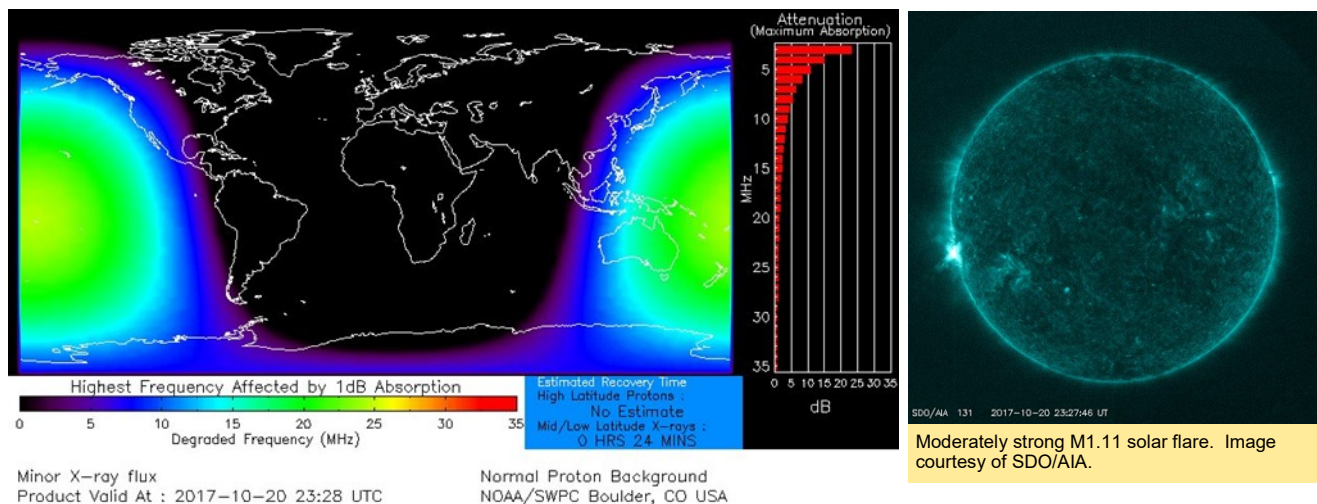 Attenuation
(Maximum Absorption)
5
10
15
MHz
20
25
30
35
0 5 10 15 20 25 30 35
dB
Highest Frequency Affected by 1dB Absorption
0 5 10 15 20 25 30 35
Degraded Frequency (MHz)
Estimated Recovery Time
High Latitude Protons :
No Estimate
Mid/Low Latitude X-rays :
0 HRS 24 MINS
Minor X-ray flux
Product Valid At : 2017-10-20 23:28 UTC
Normal Proton Background
NOAA/SWPC Boulder, CO USA
SDO/AIA 131 2017-10-20 23:27:46 UT
Moderately strong M1.11 solar flare. Image
courtesy of SDO/AIA.